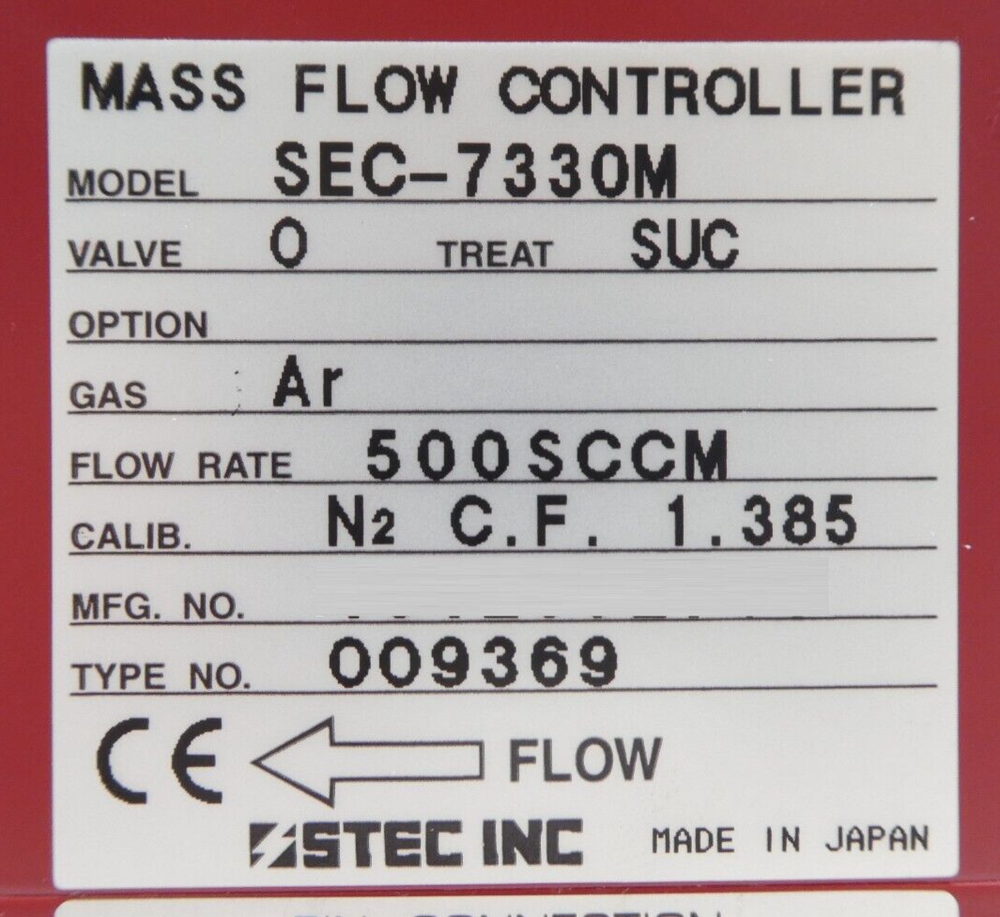 MASS FLOW CONTROLLER
MODEL SEC-7330M
VALVE O TREAT SUC
OPTION
GAS Ar
FLOW RATE 500SCCM
CALIB. N2 C.F. 1.385
MFG. NO.
TYPE NO. 009369
CE FLOW
STEC INC MADE IN JAPAN